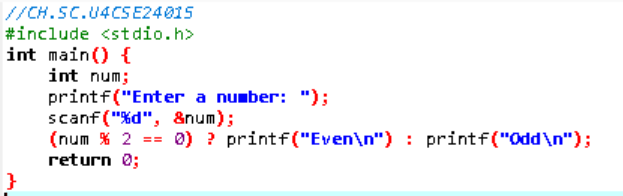 //CH.SC.U4CSE24015
#include <stdio.h>
int main() {
    int num;
    printf("Enter a number: ");
    scanf("%d", &num);
    (num % 2 == 0) ? printf("Even\n") : printf("Odd\n");
    return 0;
}